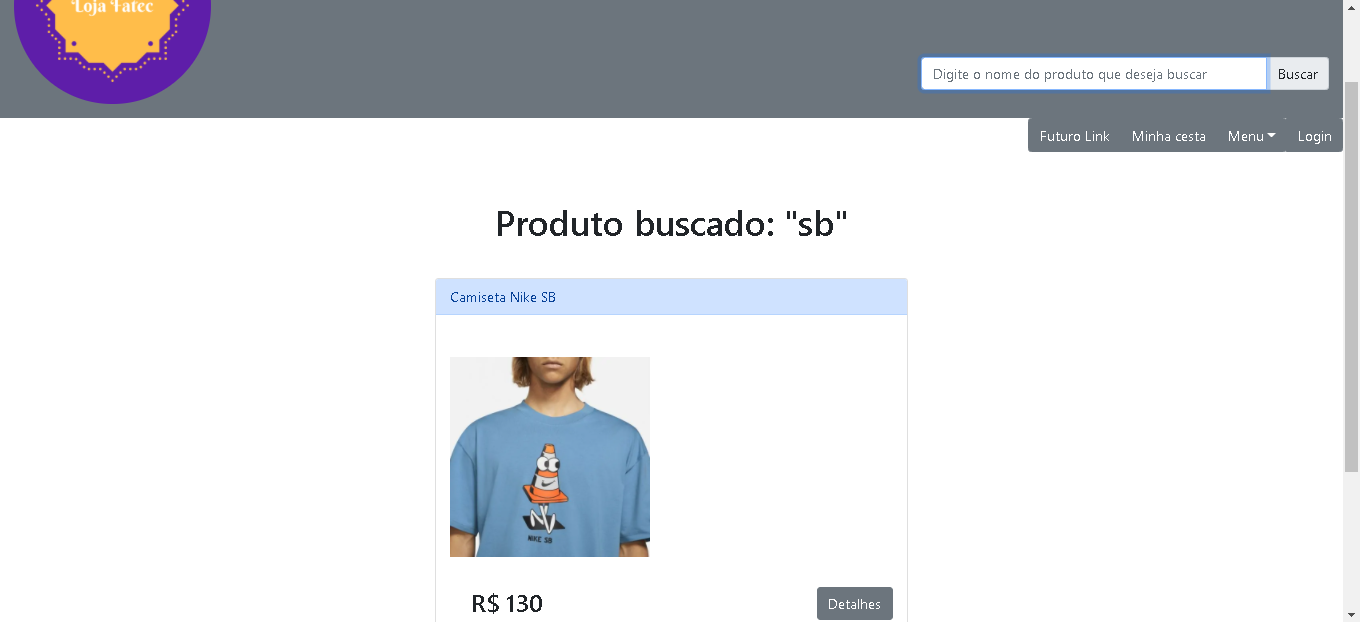 Loja Fatec
Digite o nome do produto que deseja buscar
Buscar
Futuro Link
Minha cesta
Menu
Login
Produto buscado: "sb"
Camiseta Nike SB
NIKE SB
R$ 130
Detalhes